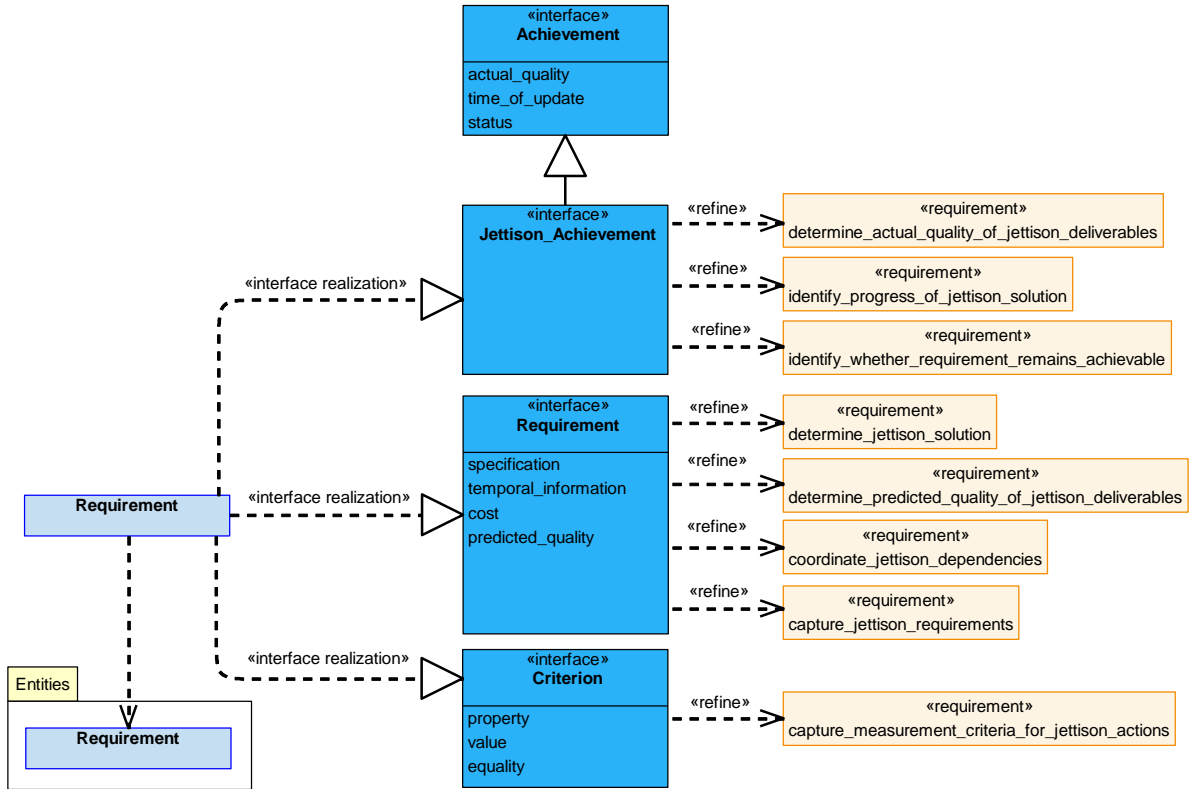 «interface»
Achievement
actual_quality
time_of_update
status
«interface»
Jettison_Achievement
«refine»
«requirement»
determine_actual_quality_of_jettison_deliverables
«refine»
«requirement»
identify_progress_of_jettison_solution
«interface realization»
«refine»
«requirement»
identify_whether_requirement_remains_achievable
«interface»
Requirement
specification
temporal_information
cost
predicted_quality
«refine»
«requirement»
determine_jettison_solution
«refine»
«requirement»
determine_predicted_quality_of_jettison_deliverables
«interface realization»
Requirement
«refine»
«requirement»
coordinate_jettison_dependencies
«refine»
«requirement»
capture_jettison_requirements
«interface realization»
«interface»
Criterion
property
value
equality
«refine»
«requirement»
capture_measurement_criteria_for_jettison_actions
Entities
Requirement